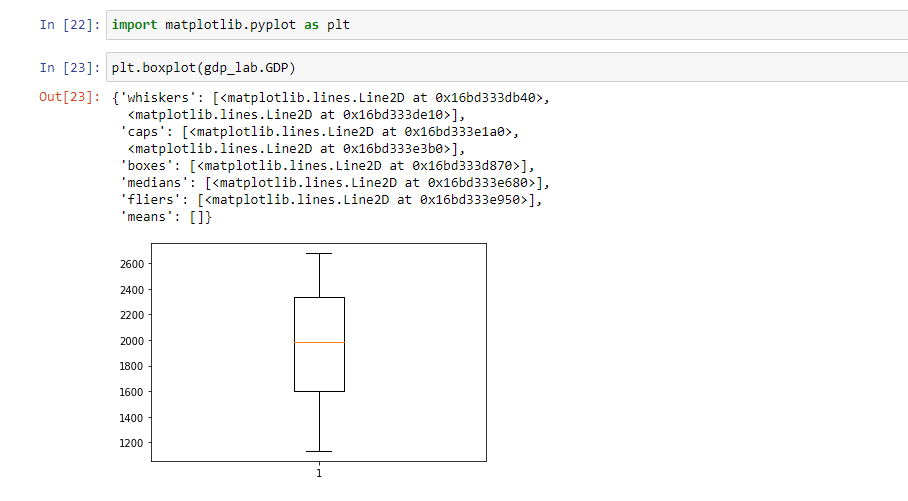 In [22]: import matplotlib.pyplot as plt
In [23]: plt.boxplot(gdp_lab.GDP)
Out[23]: {'whiskers': [<matplotlib.lines.Line2D at 0x16bd333db40>,
<matplotlib.lines.Line2D at 0x16bd333de10>],
'caps': [<matplotlib.lines.Line2D at 0x16bd333e1a0>,
<matplotlib.lines.Line2D at 0x16bd333e3b0>],
'boxes': [<matplotlib.lines.Line2D at 0x16bd333d870>],
'medians': [<matplotlib.lines.Line2D at 0x16bd333e680>],
'fliers': [<matplotlib.lines.Line2D at 0x16bd333e950>],
'means': []}
2600
2400
2200
2000
1800
1600
1400
1200
1